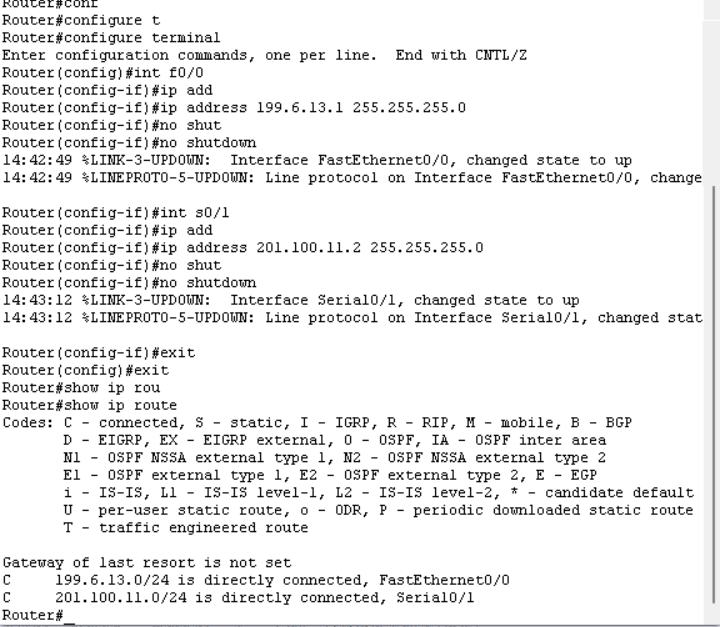 Router#conf
Router#configure t
Router#configure terminal
Enter configuration commands, one per line.  End with CNTL/Z
Router(config)#int f0/0
Router(config-if)#ip add
Router(config-if)#ip address 199.6.13.1 255.255.255.0
Router(config-if)#no shut
Router(config-if)#no shutdown
14:42:49 %LINK-3-UPDOWN:  Interface FastEthernet0/0, changed state to up
14:42:49 %LINEPROTO-5-UPDOWN: Line protocol on Interface FastEthernet0/0, change
Router(config-if)#int s0/1
Router(config-if)#ip add
Router(config-if)#ip address 201.100.11.2 255.255.255.0
Router(config-if)#no shut
Router(config-if)#no shutdown
14:43:12 %LINK-3-UPDOWN:  Interface Serial0/1, changed state to up
14:43:12 %LINEPROTO-5-UPDOWN: Line protocol on Interface Serial0/1, changed stat
Router(config-if)#exit
Router(config)#exit
Router#show ip rou
Router#show ip route
Codes: C - connected, S - static, I - IGRP, R - RIP, M - mobile, B - BGP
D - EIGRP, EX - EIGRP external, O - OSPF, IA - OSPF inter area
N1 - OSPF NSSA external type 1, N2 - OSPF NSSA external type 2
E1 - OSPF external type 1, E2 - OSPF external type 2, E - EGP
i - IS-IS, L1 - IS-IS level-1, L2 - IS-IS level-2, * - candidate default
U - per-user static route, o - ODR, P - periodic downloaded static route
T - traffic engineered route
Gateway of last resort is not set
C     199.6.13.0/24 is directly connected, FastEthernet0/0
C     201.100.11.0/24 is directly connected, Serial0/1
Router#_